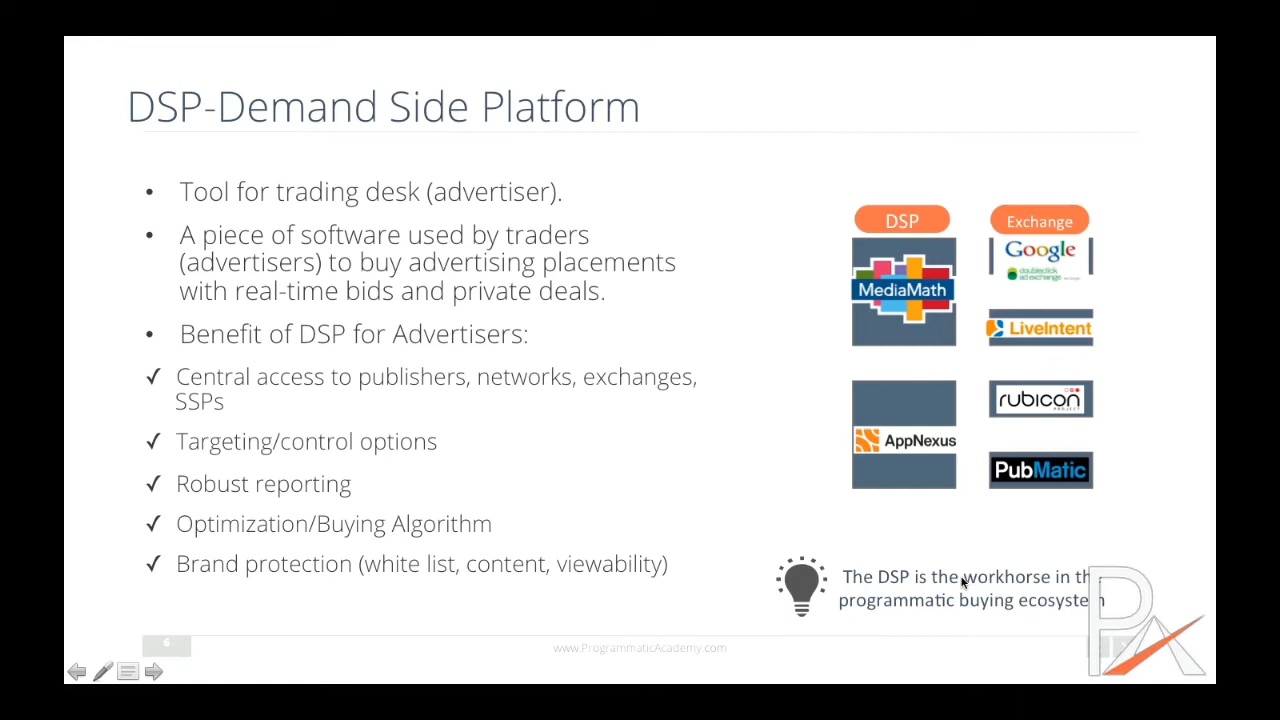 DSP-Demand Side Platform
• Tool for trading desk (advertiser).
• A piece of software used by traders
(advertisers) to buy advertising placements
with real-time bids and private deals.
• Benefit of DSP for Advertisers:
✓ Central access to publishers, networks, exchanges,
SSPs
✓ Targeting/control options
✓ Robust reporting
✓ Optimization/Buying Algorithm
✓ Brand protection (white list, content, viewability)
DSP
MediaMath
AppNexus
Exchange
Google
doubleclick
ad exchange
LiveIntent
rubicon
PROJECT
PubMatic
The DSP is the workhorse in the
programmatic buying ecosystem
6
www.ProgrammaticAcademy.com
PA